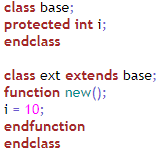 class base;
protected int i;
endclass

class ext extends base;
function new();
i = 10;
endfunction
endclass